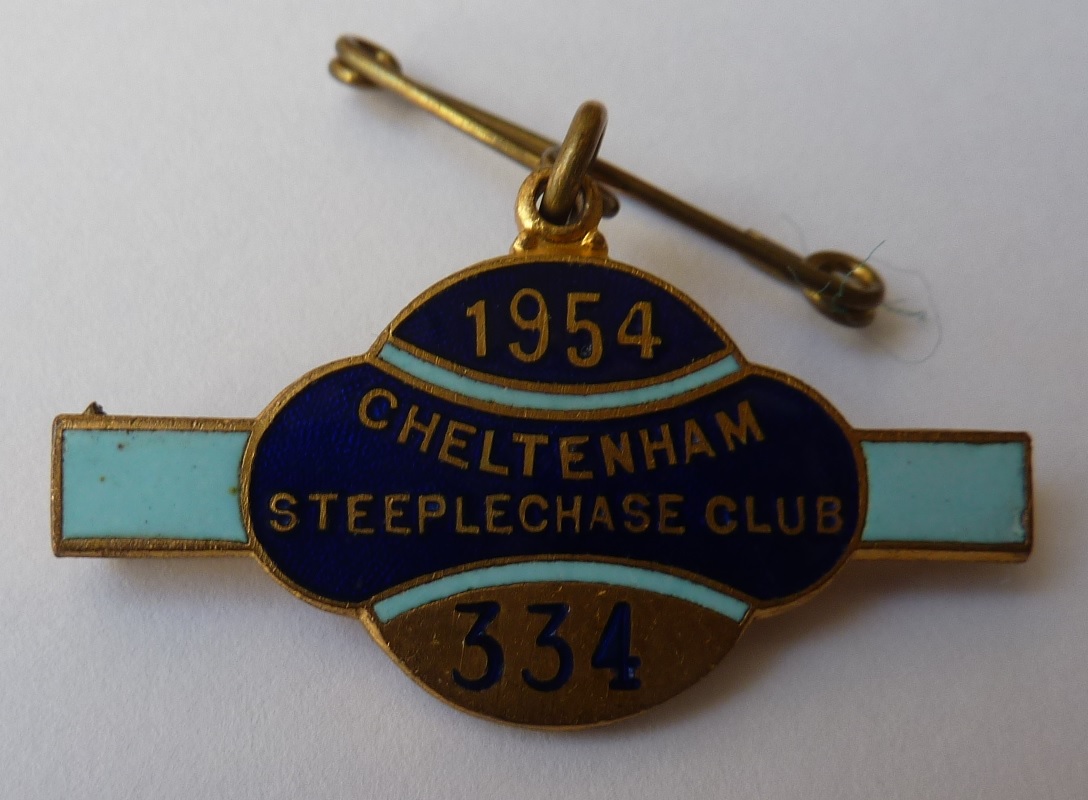 1954
CHELTENHAM
STEEPLECHASE CLUB
334